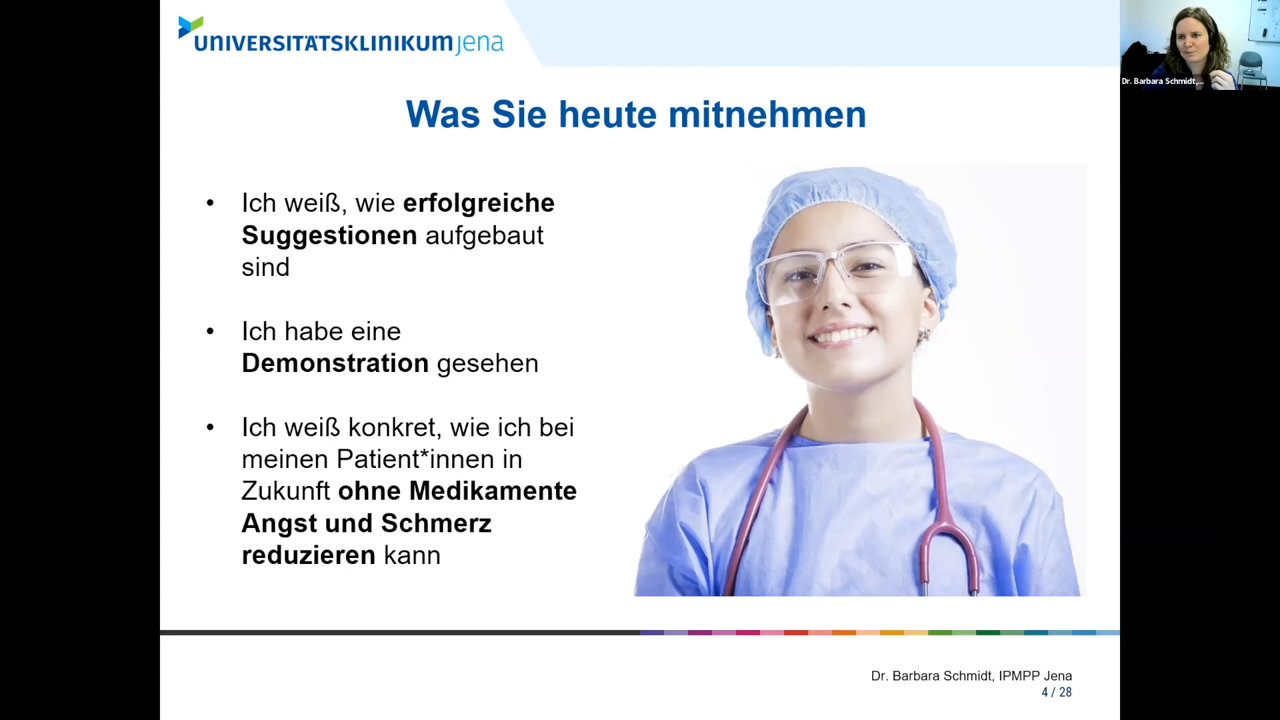 UNIVERSITÄTSKLINIKUM jena
Dr. Barbara Schmidt,...
Was Sie heute mitnehmen
• Ich weiß, wie erfolgreiche
Suggestionen aufgebaut
sind
• Ich habe eine
Demonstration gesehen
• Ich weiß konkret, wie ich bei
meinen Patient*innen in
Zukunft ohne Medikamente
Angst und Schmerz
reduzieren kann
Dr. Barbara Schmidt, IPMPP Jena
4 / 28